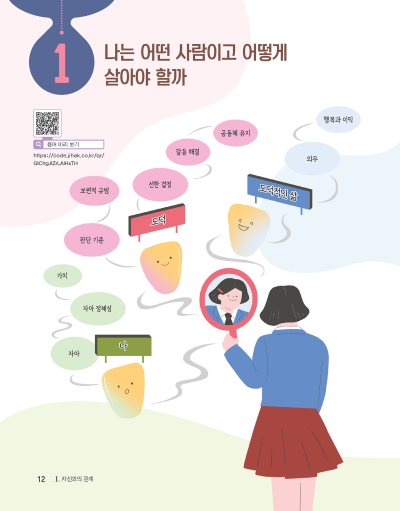 1
나는 어떤 사람이고 어떻게
살아야 할까
용어 미리 보기
https://code.jihak.co.kr/qr/
공동체 유지
행복과 이익
갈등 해결
의무
보편적 규범
선한 결정
도덕적인 삶
도덕
판단 기준
가치
자아 정체성
자아
나
12
Ⅰ. 자신과의 관계